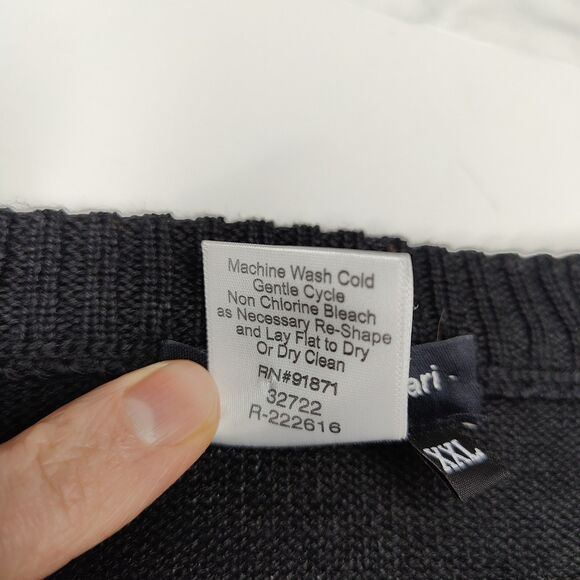 Machine Wash Cold
Gentle Cycle
Non Chlorine Bleach
as Necessary Re-Shape
and Lay Flat to Dry
Or Dry Clean
RN#91871
32722
R-222616
ari
XXL